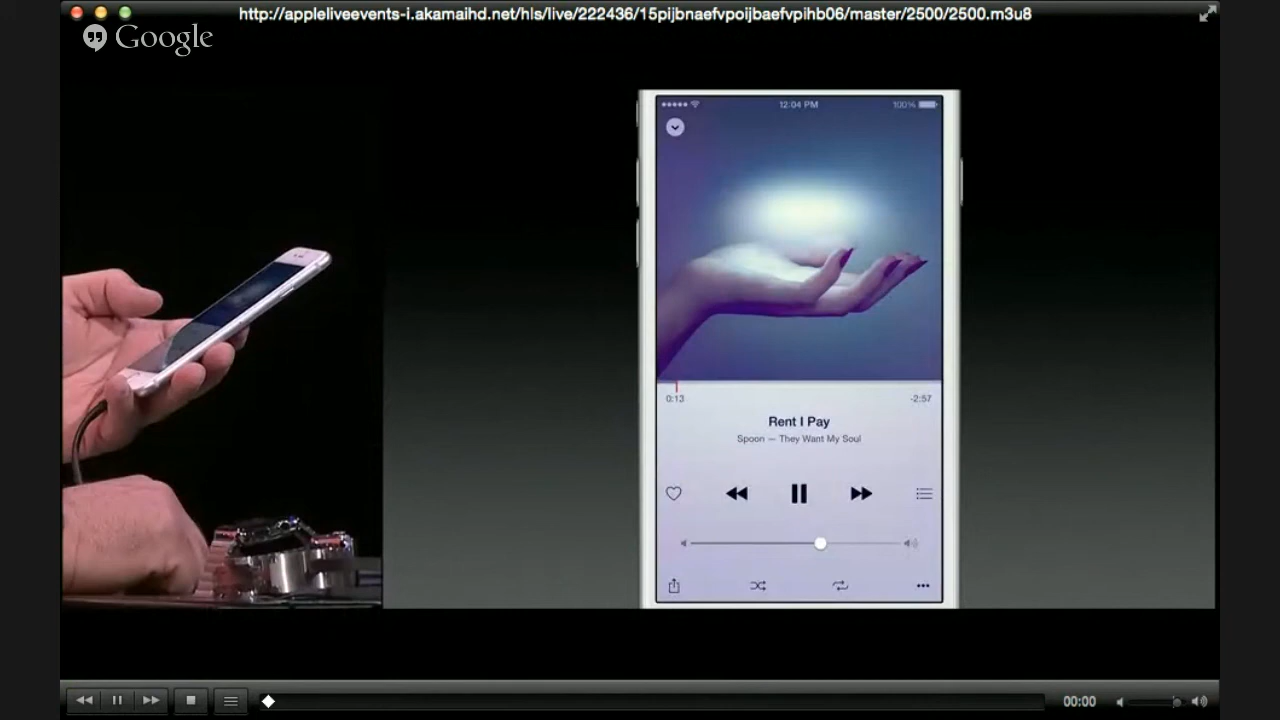 http://appleliveevents-i.akamaihd.net/hls/live/222436/15pijbnaefvpoijbaefvpihb06/master/2500/2500.m3u8
Google
12:04 PM
100%
0:13
-2:57
Rent I Pay
Spoon — They Want My Soul
00:00